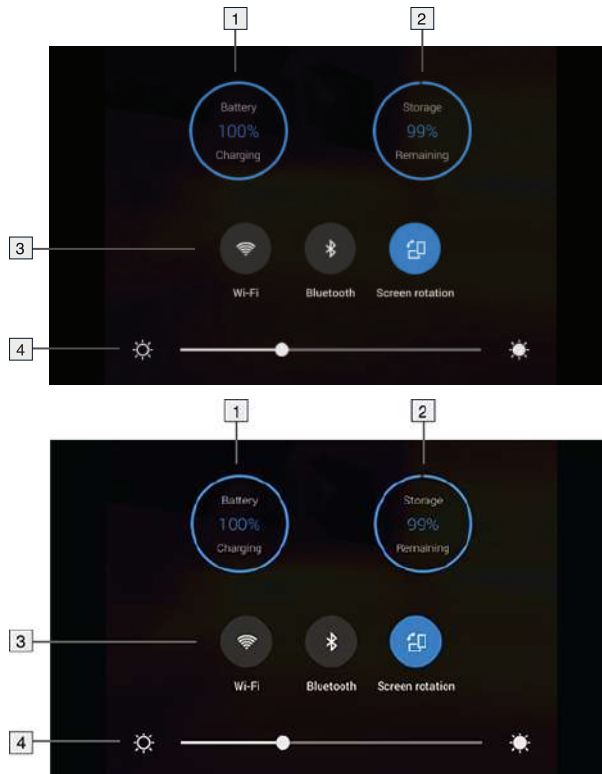 1 2
Battery Storage
100% 99%
Charging Remaining
3
Wi-Fi Bluetooth Screen rotation
4
1 2
Battery Storage
100% 99%
Charging Remaining
3
Wi-Fi Bluetooth Screen rotation
4